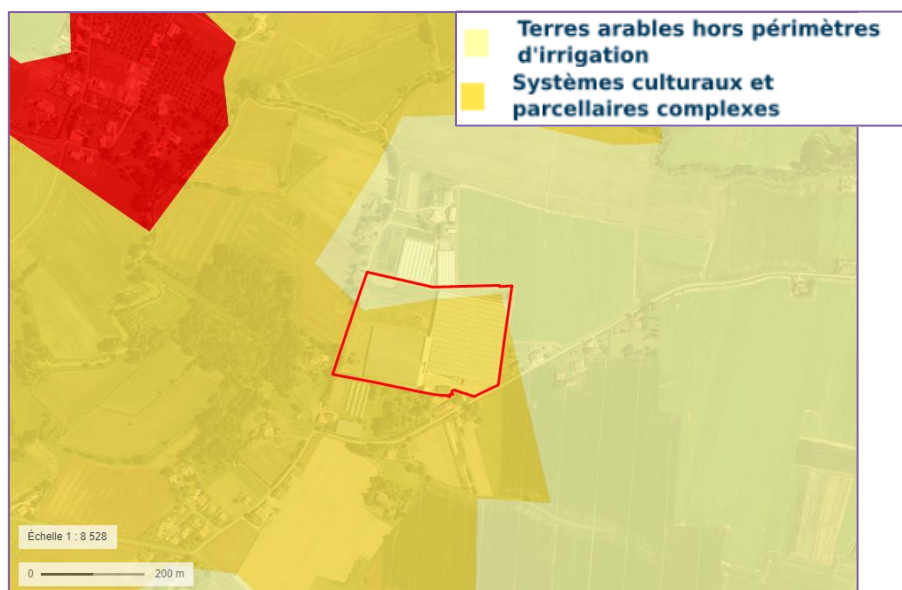 Terres arables hors périmètres
d'irrigation
Systèmes culturaux et
parcellaires complexes
Échelle 1 : 8 528
0 200 m